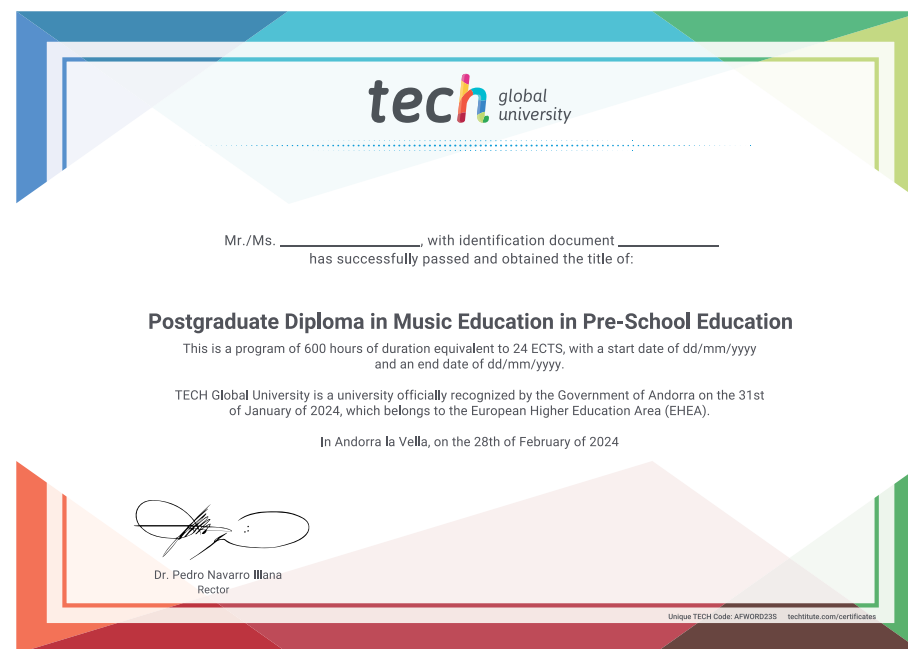 tech global
university
Mr./Ms. ____________________, with identification document ______________
has successfully passed and obtained the title of:
Postgraduate Diploma in Music Education in Pre-School Education
This is a program of 600 hours of duration equivalent to 24 ECTS, with a start date of dd/mm/yyyy
and an end date of dd/mm/yyyy.
TECH Global University is a university officially recognized by the Government of Andorra on the 31st
of January of 2024, which belongs to the European Higher Education Area (EHEA).
In Andorra la Vella, on the 28th of February of 2024
Dr. Pedro Navarro Illana
Rector
Unique TECH Code: AFWORD23S techtitute.com/certificates